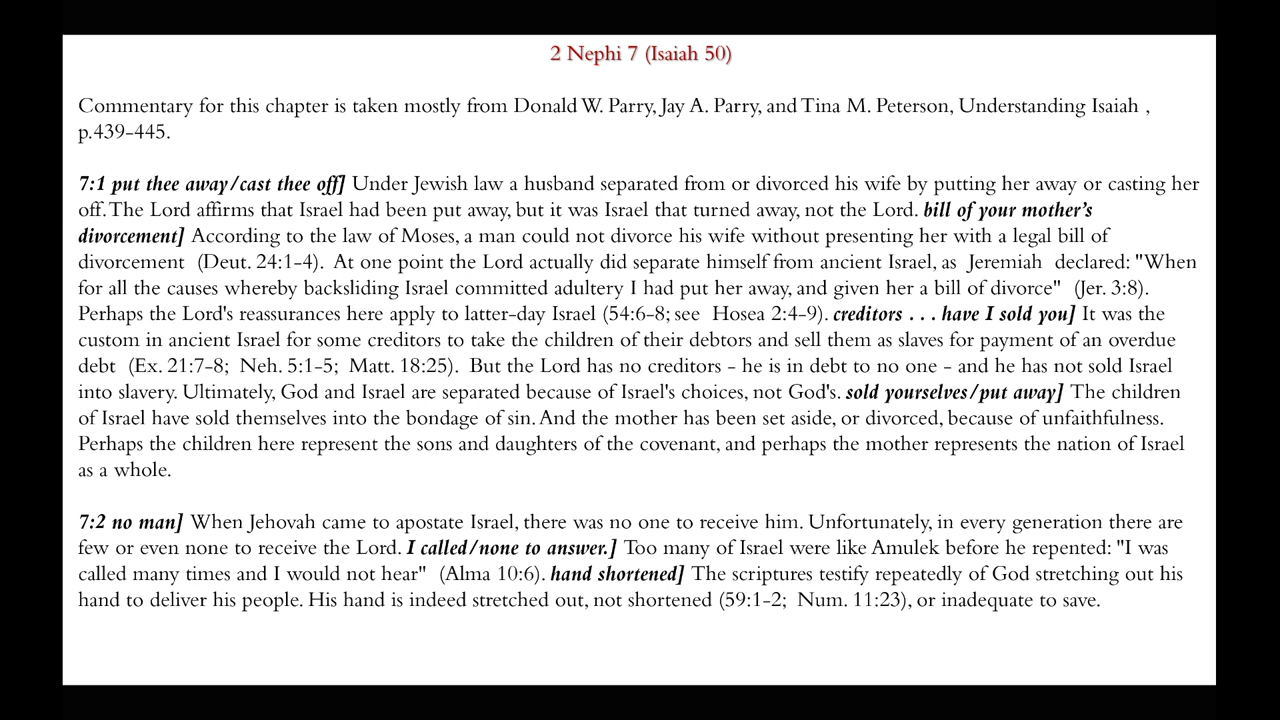 2 Nephi 7 (Isaiah 50)
Commentary for this chapter is taken mostly from Donald W. Parry, Jay A. Parry, and Tina M. Peterson, Understanding Isaiah ,
p.439-445.
7:1 put thee away/cast thee off] Under Jewish law a husband separated from or divorced his wife by putting her away or casting her
off. The Lord affirms that Israel had been put away, but it was Israel that turned away, not the Lord. bill of your mother's
divorcement] According to the law of Moses, a man could not divorce his wife without presenting her with a legal bill of
divorcement (Deut. 24:1-4). At one point the Lord actually did separate himself from ancient Israel, as Jeremiah declared: "When
for all the causes whereby backsliding Israel committed adultery I had put her away, and given her a bill of divorce" (Jer. 3:8).
Perhaps the Lord's reassurances here apply to latter-day Israel (54:6-8; see Hosea 2:4-9). creditors . . . have I sold you] It was the
custom in ancient Israel for some creditors to take the children of their debtors and sell them as slaves for payment of an overdue
debt (Ex. 21:7-8; Neh. 5:1-5; Matt. 18:25). But the Lord has no creditors - he is in debt to no one - and he has not sold Israel
into slavery. Ultimately, God and Israel are separated because of Israel's choices, not God's. sold yourselves/put away] The children
of Israel have sold themselves into the bondage of sin. And the mother has been set aside, or divorced, because of unfaithfulness.
Perhaps the children here represent the sons and daughters of the covenant, and perhaps the mother represents the nation of Israel
as a whole.
7:2 no man] When Jehovah came to apostate Israel, there was no one to receive him. Unfortunately, in every generation there are
few or even none to receive the Lord. I called/none to answer.] Too many of Israel were like Amulek before he repented: "I was
called many times and I would not hear" (Alma 10:6). hand shortened] The scriptures testify repeatedly of God stretching out his
hand to deliver his people. His hand is indeed stretched out, not shortened (59:1-2; Num. 11:23), or inadequate to save.